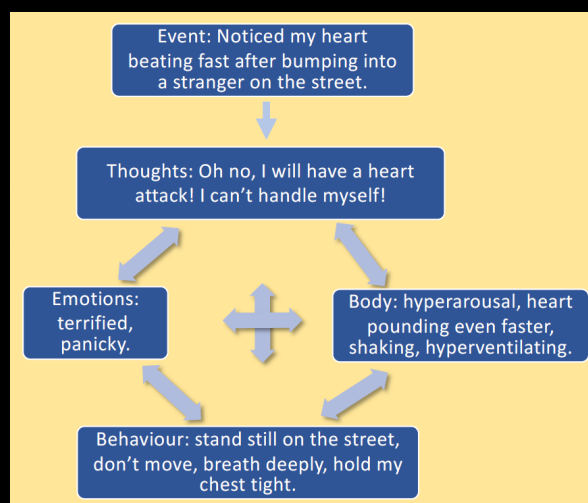 Event: Noticed my heart
beating fast after bumping into
a stranger on the street.
Thoughts: Oh no, I will have a heart
attack! I can’t handle myself!
Emotions:
terrified,
panicky.
Body: hyperarousal, heart
pounding even faster,
shaking, hyperventilating.
Behaviour: stand still on the street,
don’t move, breath deeply, hold my
chest tight.